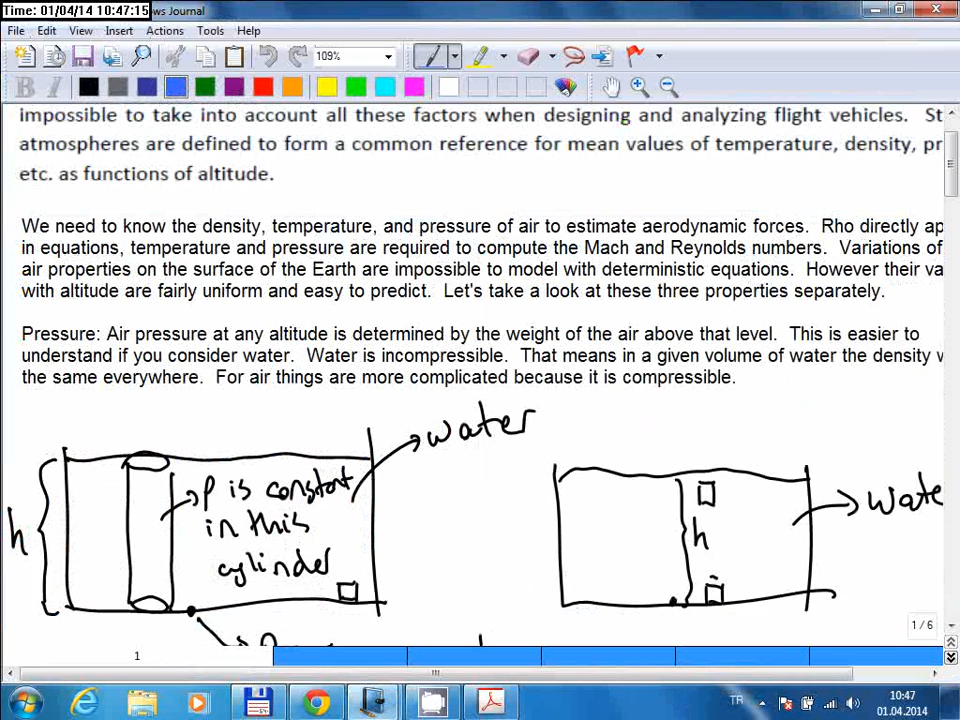 Time: 01/04/14 10:47:15
ws Journal
File Edit View Insert Actions Tools Help
109%
B I
impossible to take into account all these factors when designing and analyzing flight vehicles. St
atmospheres are defined to form a common reference for mean values of temperature, density, pr
etc. as functions of altitude.
We need to know the density, temperature, and pressure of air to estimate aerodynamic forces. Rho directly ap
in equations, temperature and pressure are required to compute the Mach and Reynolds numbers. Variations of
air properties on the surface of the Earth are impossible to model with deterministic equations. However their va
with altitude are fairly uniform and easy to predict. Let's take a look at these three properties separately.
Pressure: Air pressure at any altitude is determined by the weight of the air above that level. This is easier to
understand if you consider water. Water is incompressible. That means in a given volume of water the density w
the same everywhere. For air things are more complicated because it is compressible.
water
ρ is constant
in this
cylinder
h
h
wate
1 / 6
1
TR
10:47
01.04.2014